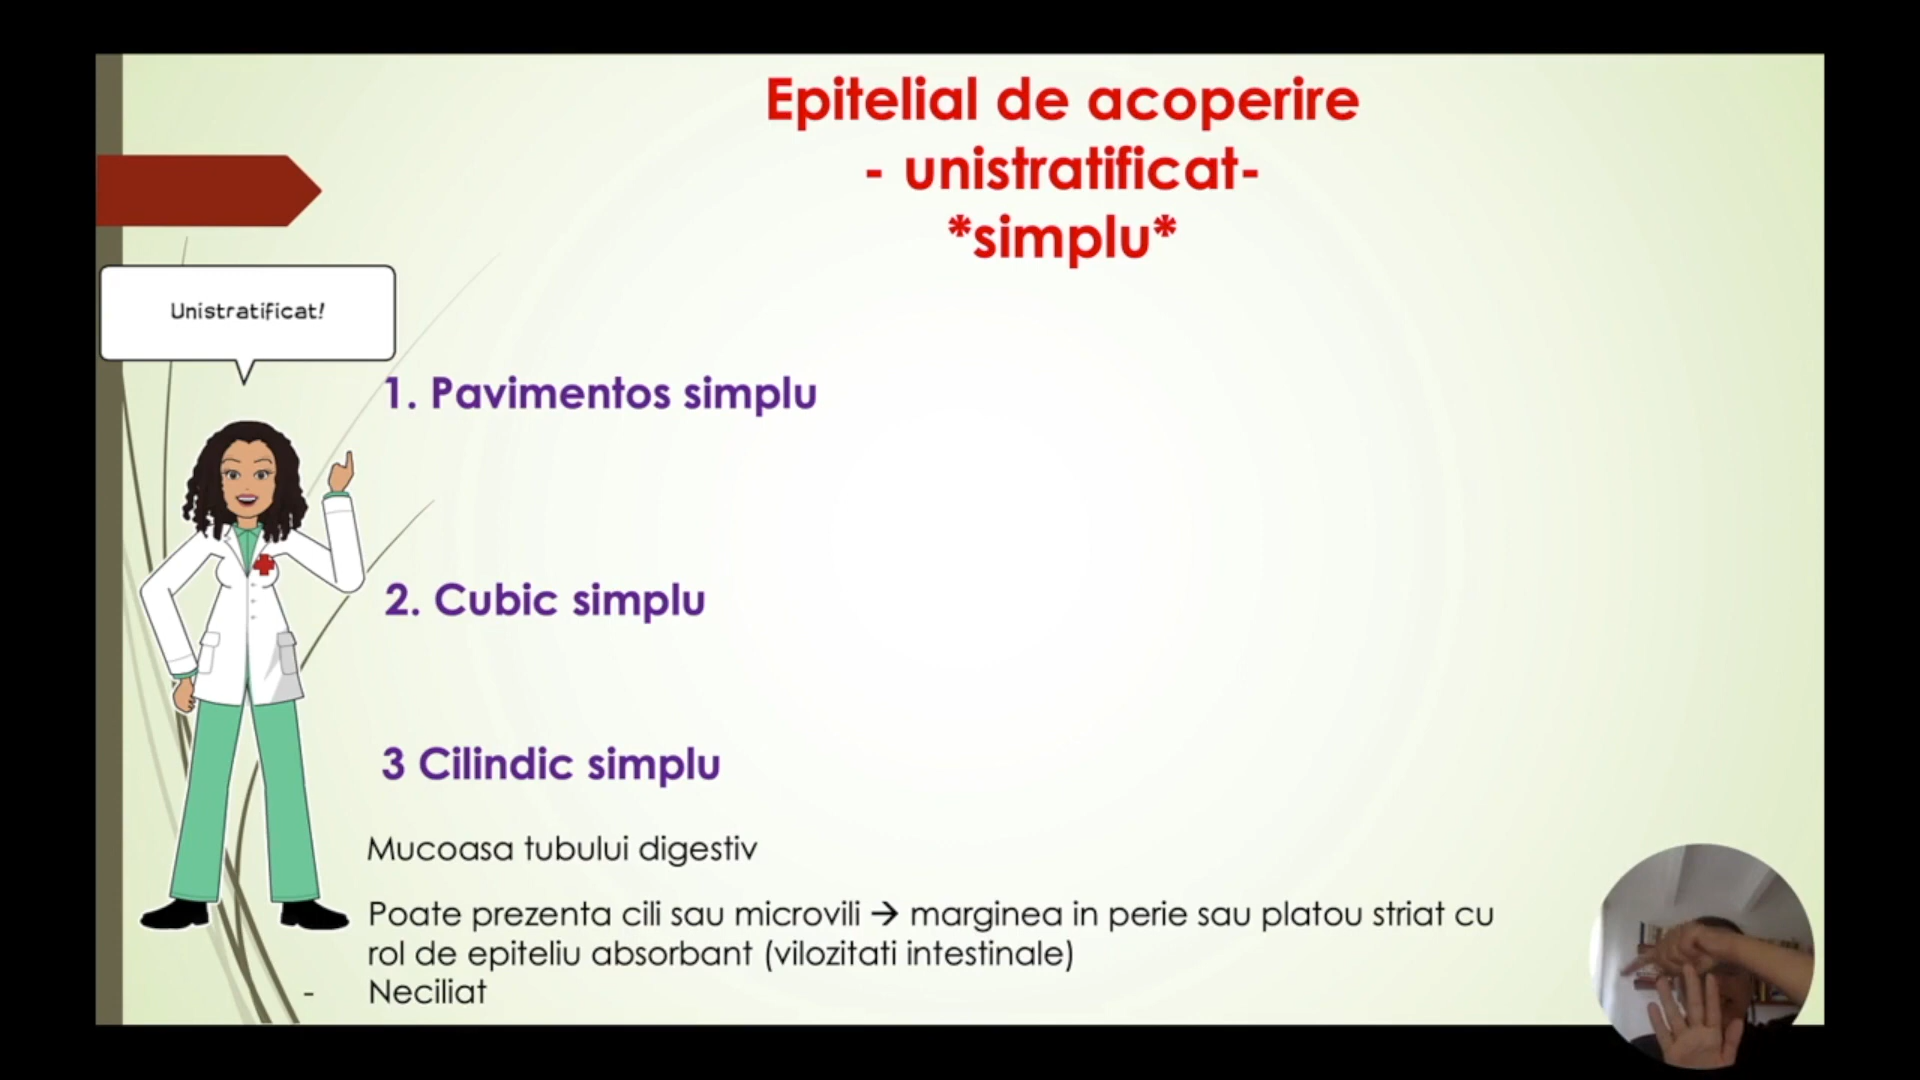 Epitelial de acoperire
- unistratificat-
*simplu*
Unistratificat!
1. Pavimentos simplu
2. Cubic simplu
3 Cilindic simplu
Mucoasa tubului digestiv
Poate prezenta cili sau microvili → marginea in perie sau platou striat cu
rol de epiteliu absorbant (vilozitati intestinale)
- Neciliat